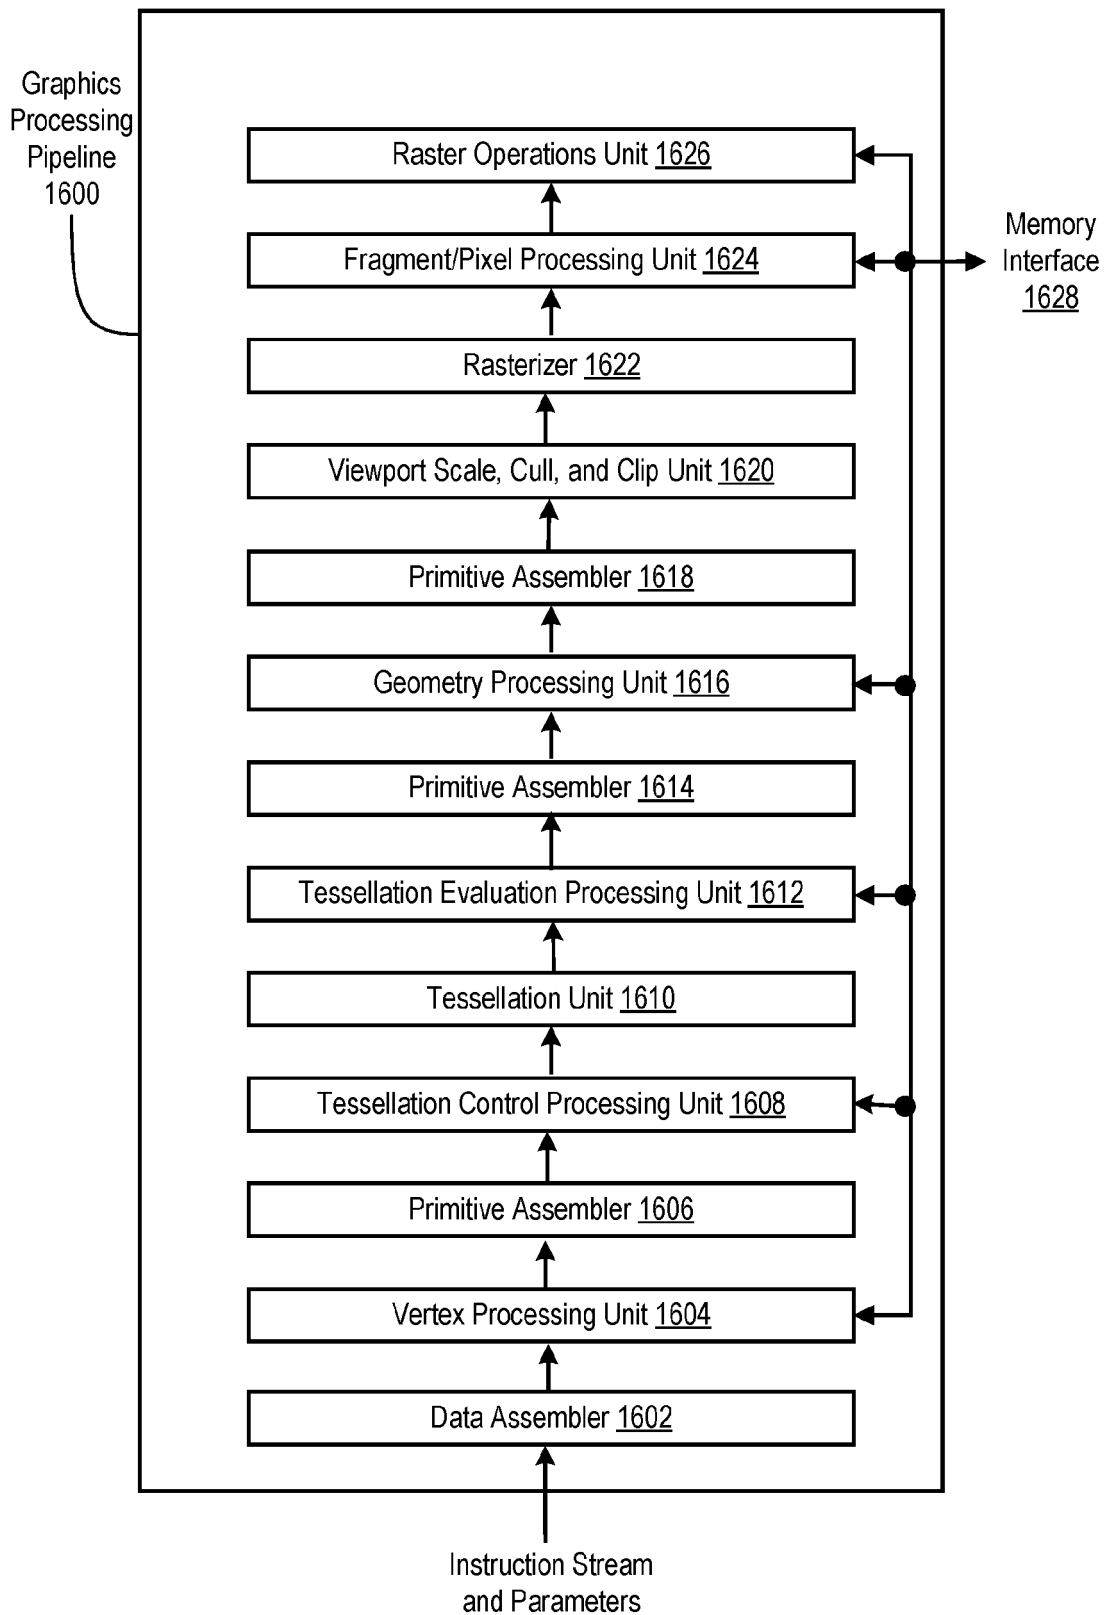 Graphics
Processing
Pipeline
1600
Raster Operations Unit 1626
Fragment/Pixel Processing Unit 1624
Memory
Interface
1628
Rasterizer 1622
Viewport Scale, Cull, and Clip Unit 1620
Primitive Assembler 1618
Geometry Processing Unit 1616
Primitive Assembler 1614
Tessellation Evaluation Processing Unit 1612
Tessellation Unit 1610
Tessellation Control Processing Unit 1608
Primitive Assembler 1606
Vertex Processing Unit 1604
Data Assembler 1602
Instruction Stream
and Parameters